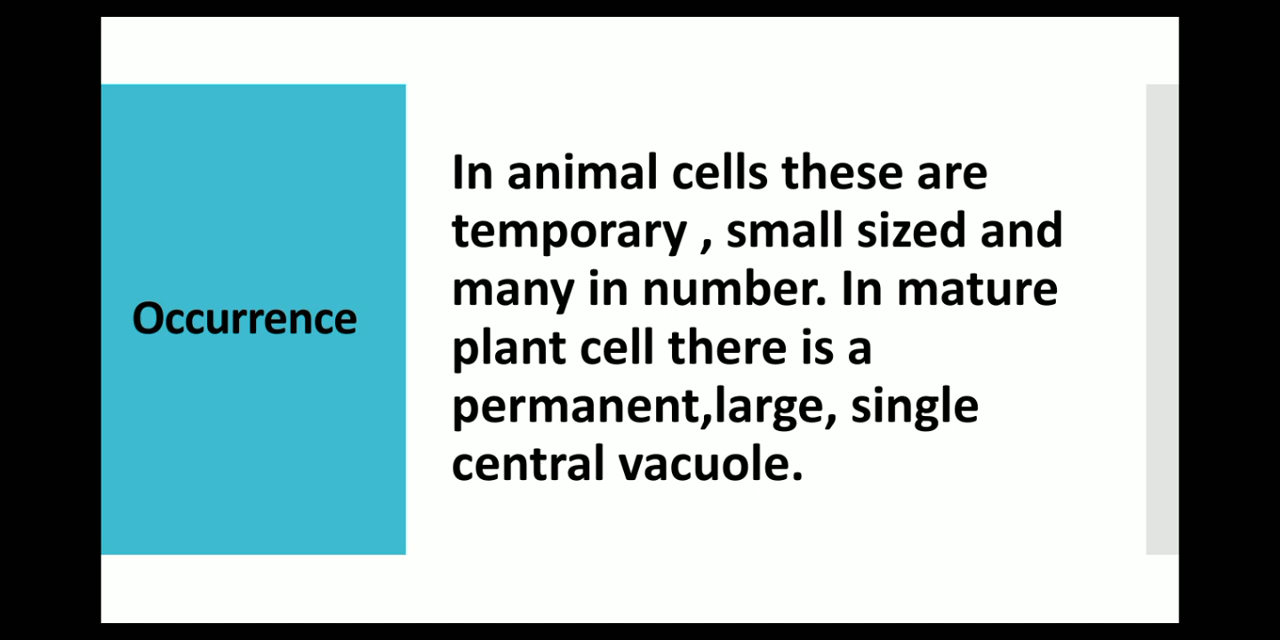 Occurrence
In animal cells these are
temporary , small sized and
many in number. In mature
plant cell there is a
permanent,large, single
central vacuole.